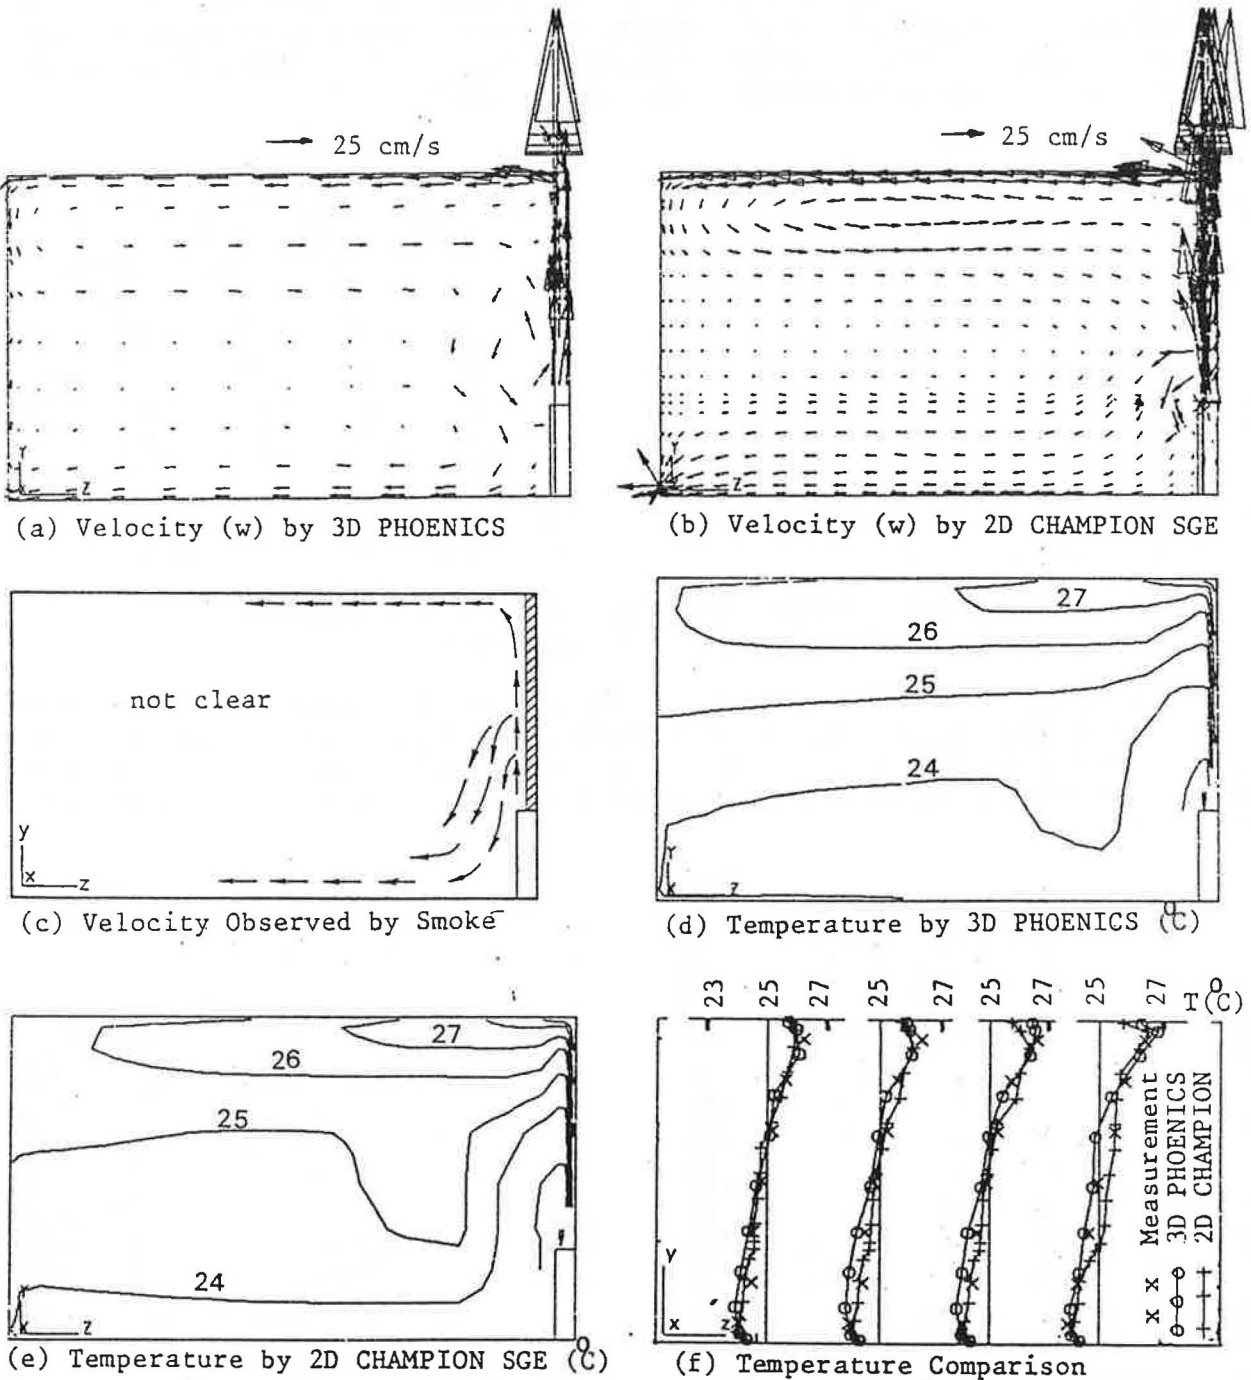 25 cm/s
25 cm/s
Y
Z
Y
Z
(a) Velocity (w) by 3D PHOENICS
(b) Velocity (w) by 2D CHAMPION SGE
not clear
y
x
z
27
26
25
24
Y
X
Z
(c) Velocity Observed by Smoke
(d) Temperature by 3D PHOENICS (°C)
27
26
25
24
Y
X
Z
23
25
27
25
27
25
27
25
27
T(°C)
y
x
z
x x Measurement
o-o-o 3D PHOENICS
+-+-+ 2D CHAMPION
(e) Temperature by 2D CHAMPION SGE (°C)
(f) Temperature Comparison